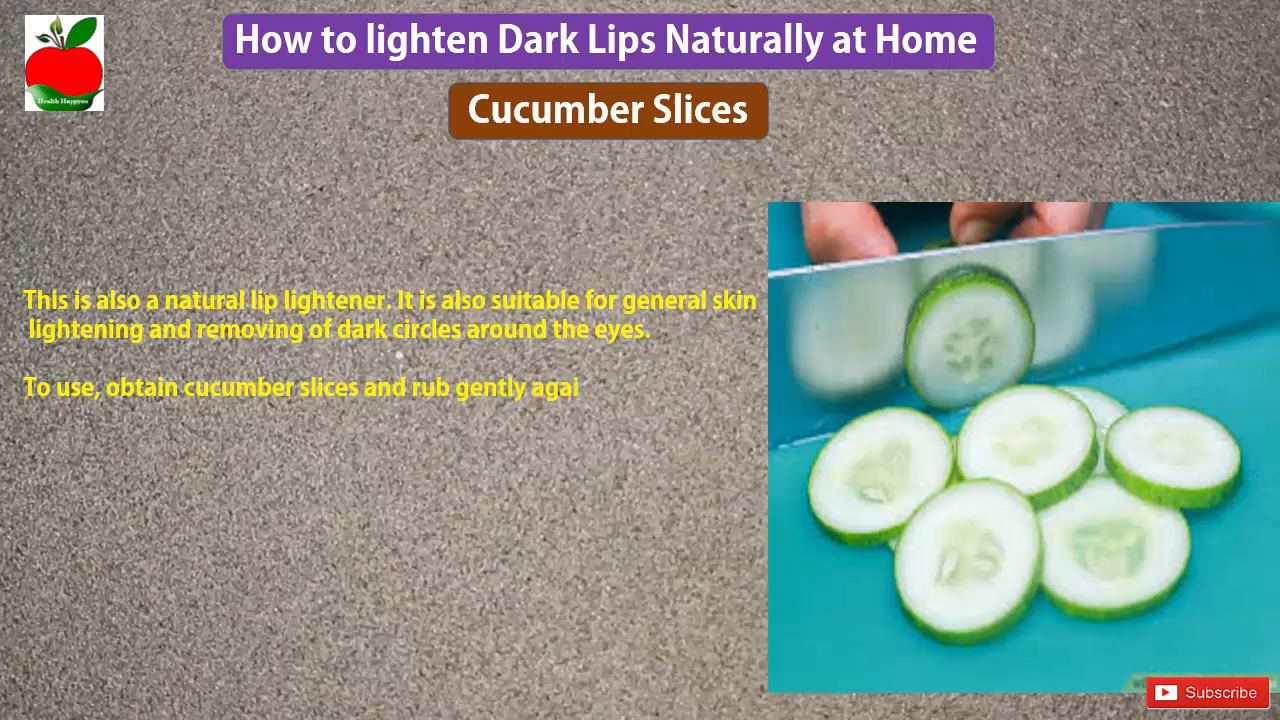 How to lighten Dark Lips Naturally at Home
Cucumber Slices
Health Happyou
This is also a natural lip lightener. It is also suitable for general skin
lightening and removing of dark circles around the eyes.
To use, obtain cucumber slices and rub gently agai
Subscribe